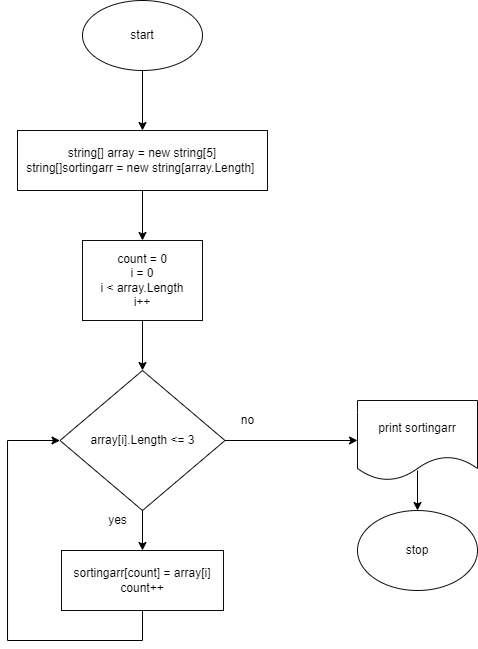 start
string[] array = new string[5]
string[]sortingarr = new string[array.Length]
count = 0
i = 0
i < array.Length
i++
array[i].Length <= 3
no
print sortingarr
yes
stop
sortingarr[count] = array[i]
count++